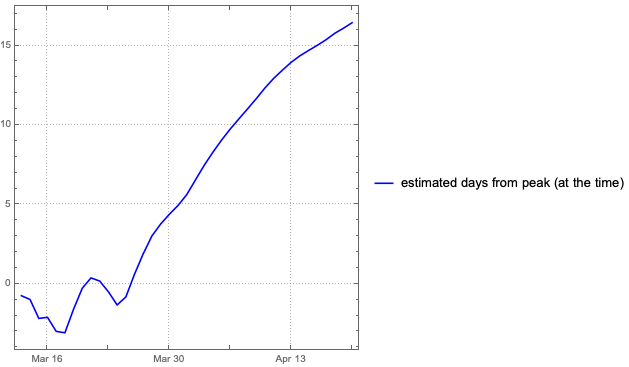 15
10
5
0
Mar 16
Mar 30
Apr 13
estimated days from peak (at the time)